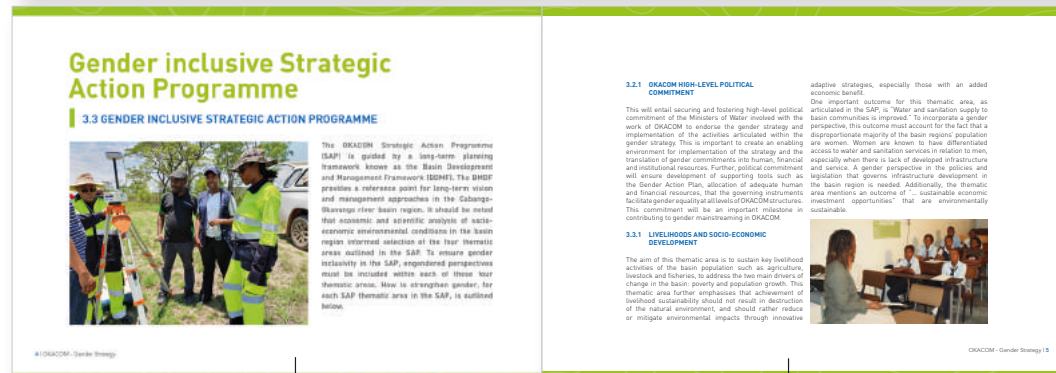 Gender inclusive Strategic
Action Programme
3.3 GENDER INCLUSIVE STRATEGIC ACTION PROGRAMME
The OKACOM Strategic Action Programme
(SAP) is guided by a long-term planning
framework known as the Basin Development
and Management Framework (BDMF). The BMDF
provides a reference point for long-term vision
and management approaches in the Cubango-
Okavango river basin region. It should be noted
that economic and scientific analysis of socio-
economic environmental conditions in the basin
region informed selection of the four thematic
areas outlined in the SAP. To ensure gender
inclusivity in the SAP, engendered perspectives
must be included within each of these four
thematic areas. How to strengthen gender, for
each SAP thematic area in the SAP, is outlined
below.
4 | OKACOM - Gender Strategy
3.2.1 OKACOM HIGH-LEVEL POLITICAL
COMMITMENT
This will entail securing and fostering high-level political
commitment of the Ministers of Water involved with the
work of OKACOM to endorse the gender strategy and
implementation of the activities articulated within the
gender strategy. This is important to create an enabling
environment for implementation of the strategy and the
translation of gender commitments into human, financial
and institutional resources. Further, political commitment
will ensure development of supporting tools such as
the Gender Action Plan, allocation of adequate human
and financial resources, that the governing instruments
facilitate gender equality at all levels of OKACOM structures.
This commitment will be an important milestone in
contributing to gender mainstreaming in OKACOM.
3.3.1 LIVELIHOODS AND SOCIO-ECONOMIC
DEVELOPMENT
The aim of this thematic area is to sustain key livelihood
activities of the basin population such as agriculture,
livestock and fisheries, to address the two main drivers of
change in the basin: poverty and population growth. This
thematic area further emphasises that achievement of
livelihood sustainability should not result in destruction
of the natural environment, and should rather reduce
or mitigate environmental impacts through innovative
adaptive strategies, especially those with an added
economic benefit.
One important outcome for this thematic area, as
articulated in the SAP, is “Water and sanitation supply to
basin communities is improved.” To incorporate a gender
perspective, this outcome must account for the fact that a
disproportionate majority of the basin regions' population
are women. Women are known to have differentiated
access to water and sanitation services in relation to men,
especially when there is lack of developed infrastructure
and service. A gender perspective in the policies and
legislation that governs infrastructure development in
the basin region is needed. Additionally, the thematic
area mentions an outcome of “... sustainable economic
investment opportunities” that are environmentally
sustainable.
OKACOM - Gender Strategy | 5